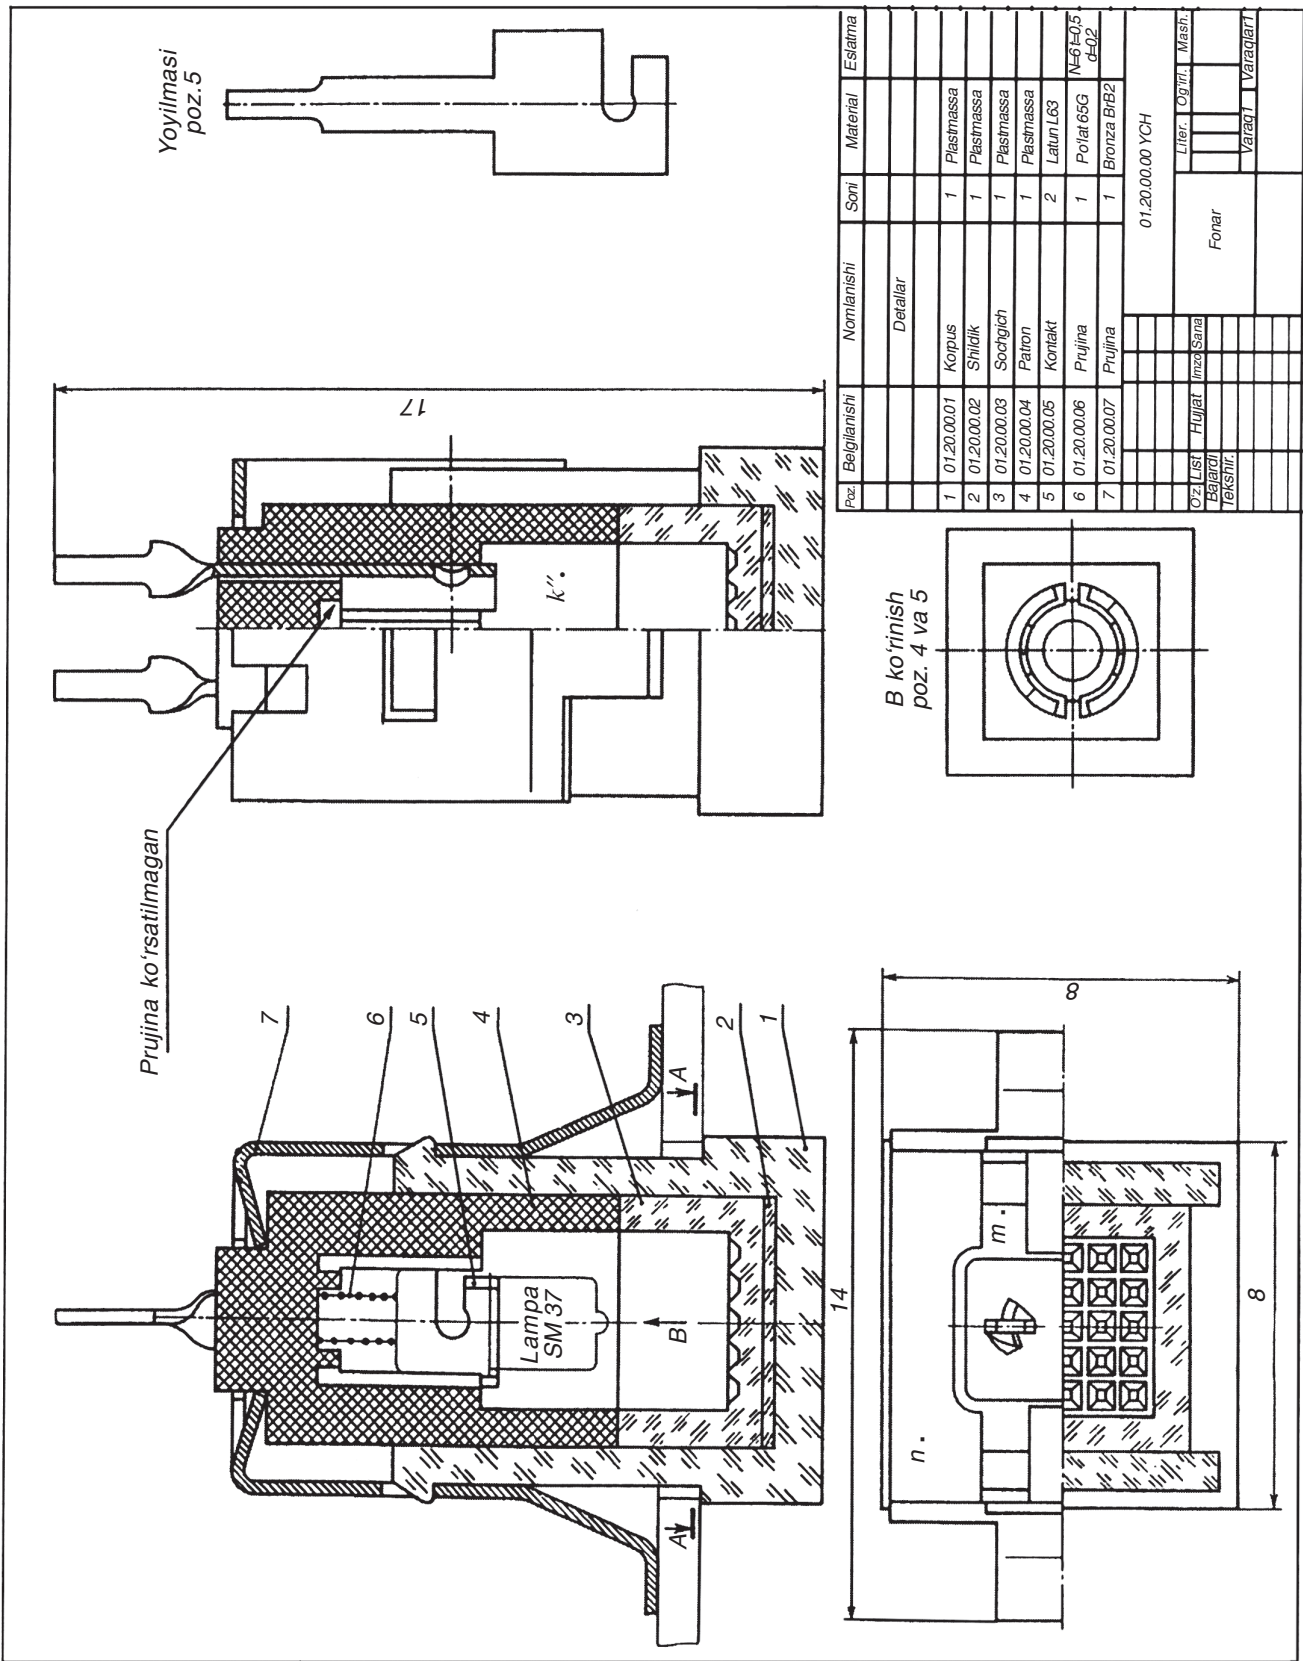 Prujina ko'rsatilmagan
7
6
5
4
3
2
1
A
A
Lampa
SM 37
B
17
k″.
Yoyilmasi
poz.5
14
8
8
n.
m.
B ko'rinish
poz. 4 va 5
Poz. Belgilanishi Nomlanishi Soni Material Eslatma
Detallar
1 01.20.00.01 Korpus 1 Plastmassa
2 01.20.00.02 Shildik 1 Plastmassa
3 01.20.00.03 Sochgich 1 Plastmassa
4 01.20.00.04 Patron 1 Plastmassa
5 01.20.00.05 Kontakt 2 Latun L63
6 01.20.00.06 Prujina 1 Po'lat 65G N=6 t=0,5
d=0,2
7 01.20.00.07 Prujina 1 Bronza BrB2
01.20.00.00 YCH
O'z. List Hujjat Imzo Sana
Bajardi
Tekshir.
Fonar
Liter. Og'irl. Mash.
Varaq1 Varaqlar1